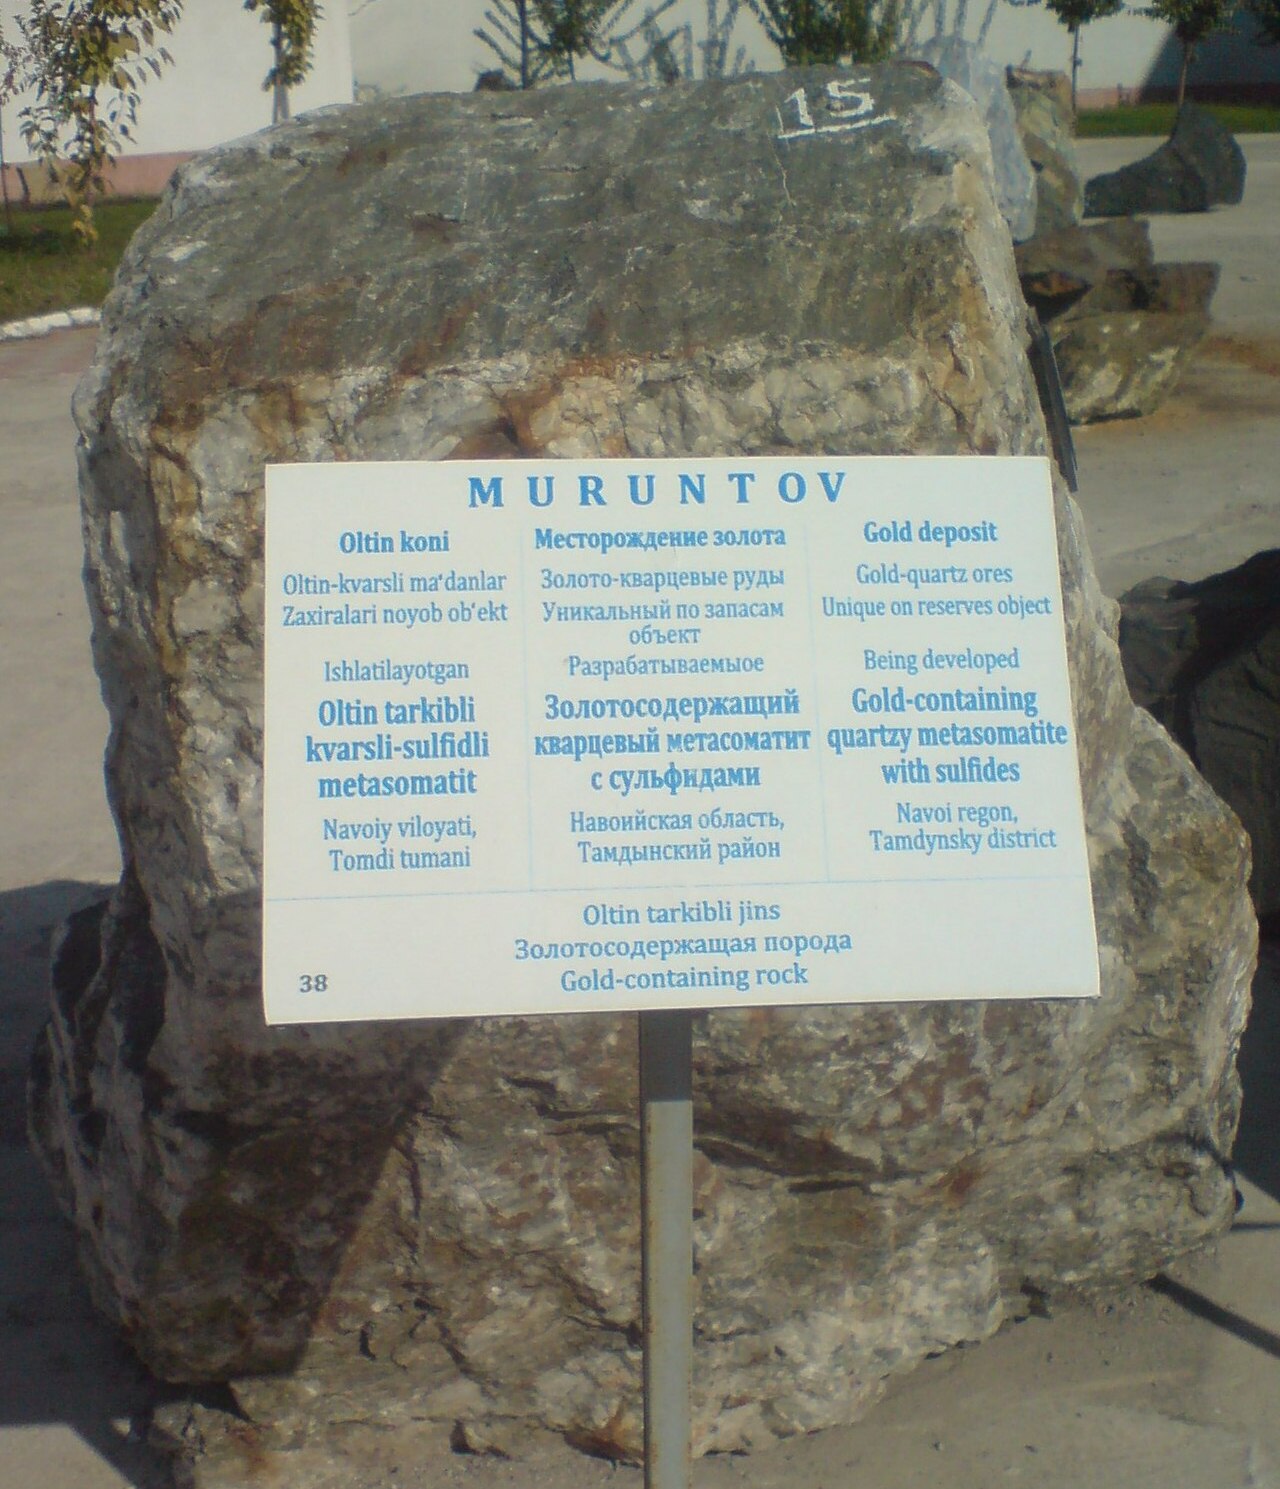 15
MURUNTOV
Oltin koni
Oltin-kvarsli ma'danlar
Zaxiralari noyob ob'ekt
Ishlatilayotgan
Oltin tarkibli
kvarsli-sulfidli
metasomatit
Navoiy viloyati,
Tomdi tumani
Месторождение золота
Золото-кварцевые руды
Уникальный по запасам
объект
Разрабатываемыое
Золотосодержащий
кварцевый метасоматит
с сульфидами
Навоийская область,
Тамдынский район
Gold deposit
Gold-quartz ores
Unique on reserves object
Being developed
Gold-containing
quartzy metasomatite
with sulfides
Navoi regon,
Tamdynsky district
Oltin tarkibli jins
Золотосодержащая порода
Gold-containing rock
38